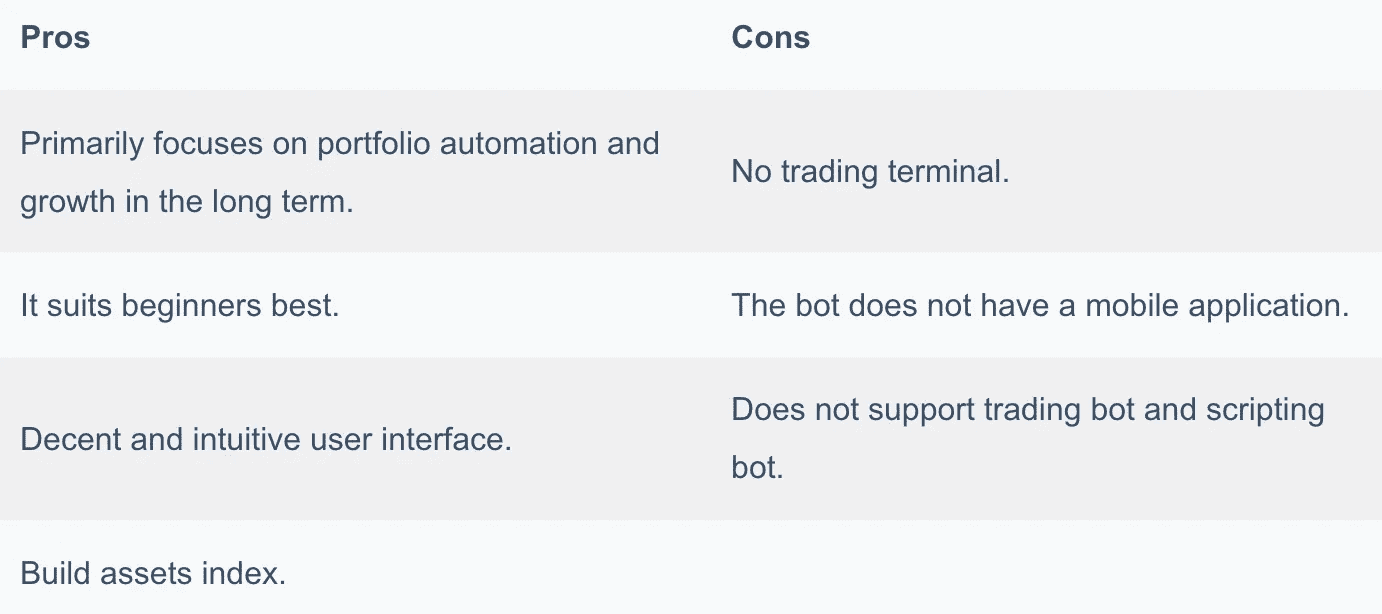 Pros
Cons
Primarily focuses on portfolio automation and
growth in the long term.
No trading terminal.
It suits beginners best.
The bot does not have a mobile application.
Decent and intuitive user interface.
Does not support trading bot and scripting
bot.
Build assets index.